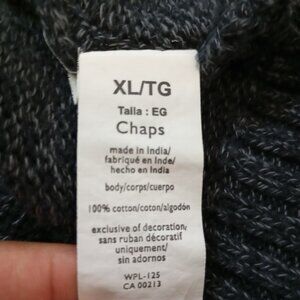 XL/TG
Talla : EG
Chaps
made in India/
fabriqué en Inde/
hecho en India
body/corps/cuerpo
100% cotton/coton/algodón
exclusive of decoration/
sans ruban décoratif
uniquement/
sin adornos
WPL-125
CA 00213